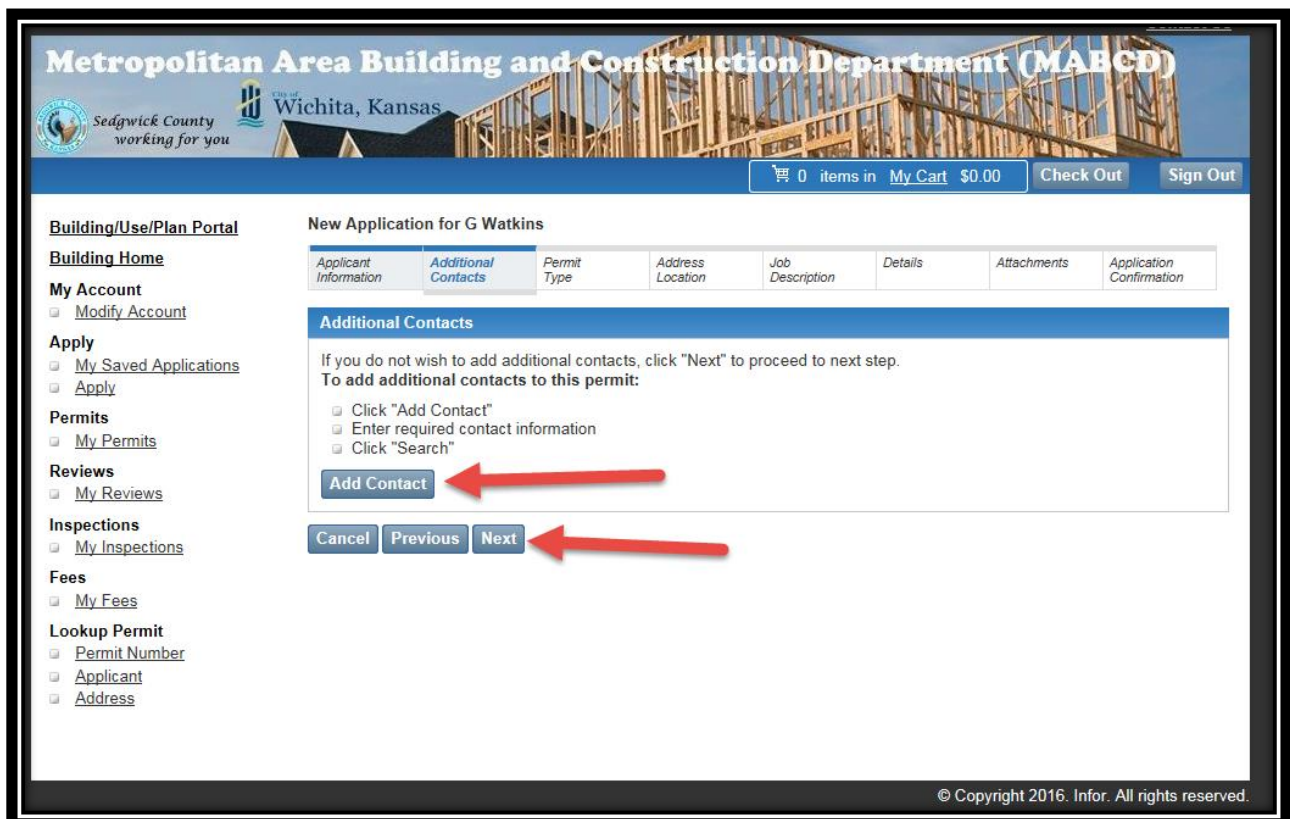 Metropolitan Area Building and Construction Department (MABCD)
Sedgwick County
working for you
City of
Wichita, Kansas
0 items in My Cart $0.00
Check Out
Sign Out
Building/Use/Plan Portal
Building Home
My Account
Modify Account
Apply
My Saved Applications
Apply
Permits
My Permits
Reviews
My Reviews
Inspections
My Inspections
Fees
My Fees
Lookup Permit
Permit Number
Applicant
Address
New Application for G Watkins
Applicant
Information
Additional
Contacts
Permit
Type
Address
Location
Job
Description
Details
Attachments
Application
Confirmation
Additional Contacts
If you do not wish to add additional contacts, click "Next" to proceed to next step.
To add additional contacts to this permit:
Click "Add Contact"
Enter required contact information
Click "Search"
Add Contact
Cancel
Previous
Next
© Copyright 2016. Infor. All rights reserved.